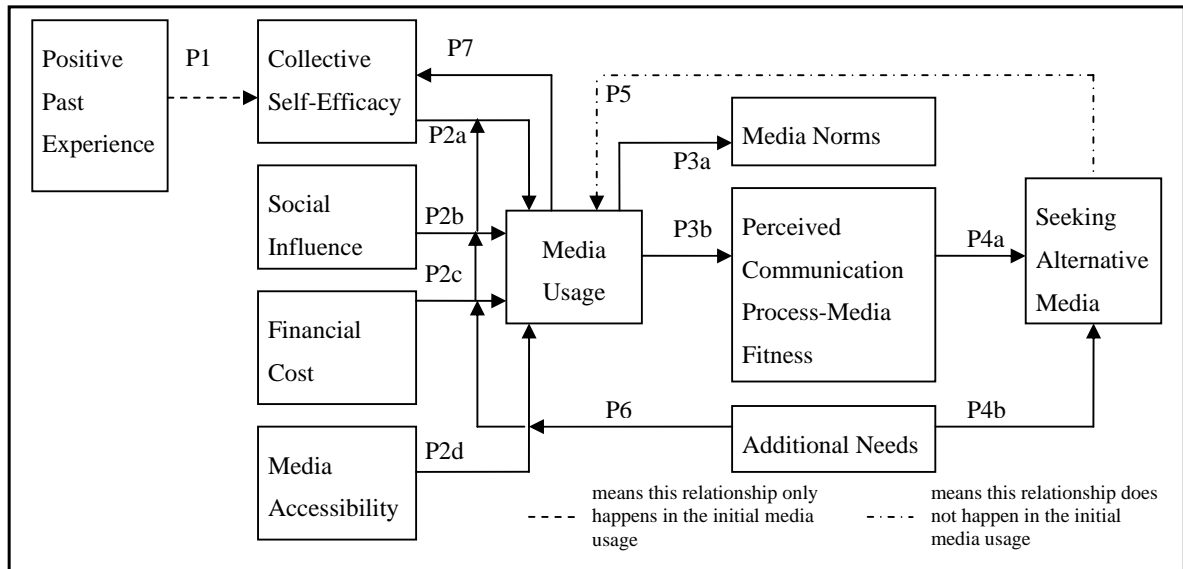 Positive
Past
Experience
P1
Collective
Self-Efficacy
P7
P2a
Social
Influence
P2b
P2c
Financial
Cost
Media
Accessibility
P2d
Media
Usage
P5
P3a
Media Norms
P3b
Perceived
Communication
Process-Media
Fitness
P4a
Seeking
Alternative
Media
P6
Additional Needs
P4b
means this relationship only
happens in the initial media
usage
means this relationship does
not happen in the initial
media usage